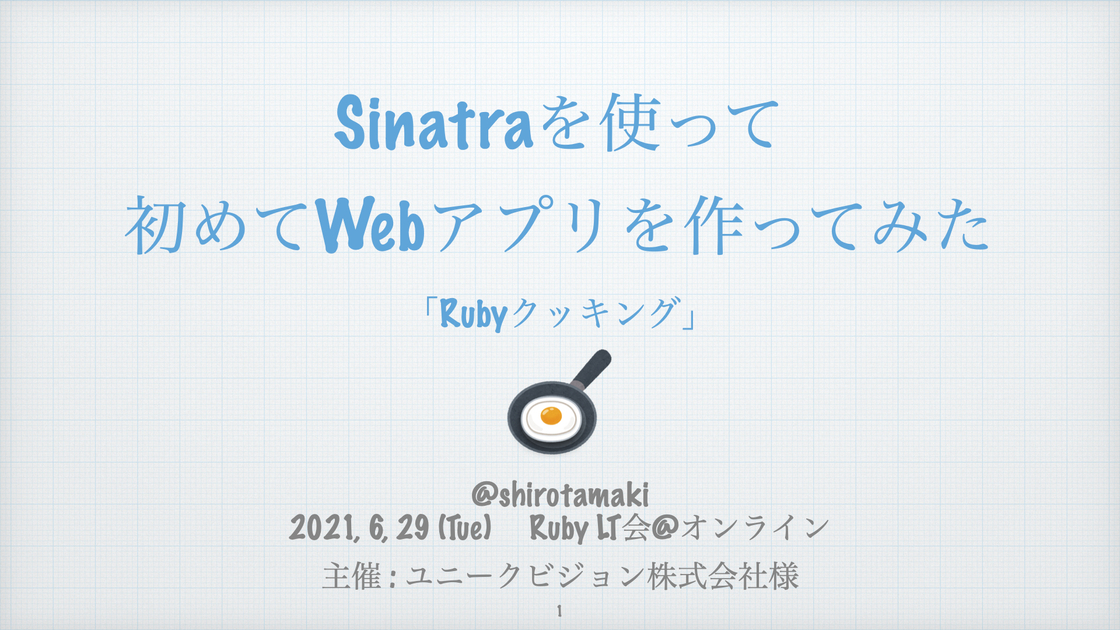 Sinatraを使って
初めてWebアプリを作ってみた
「Rubyクッキング」
@shirotamaki
2021, 6, 29 (Tue)　Ruby LT会@オンライン
主催 : ユニークビジョン株式会社様
1